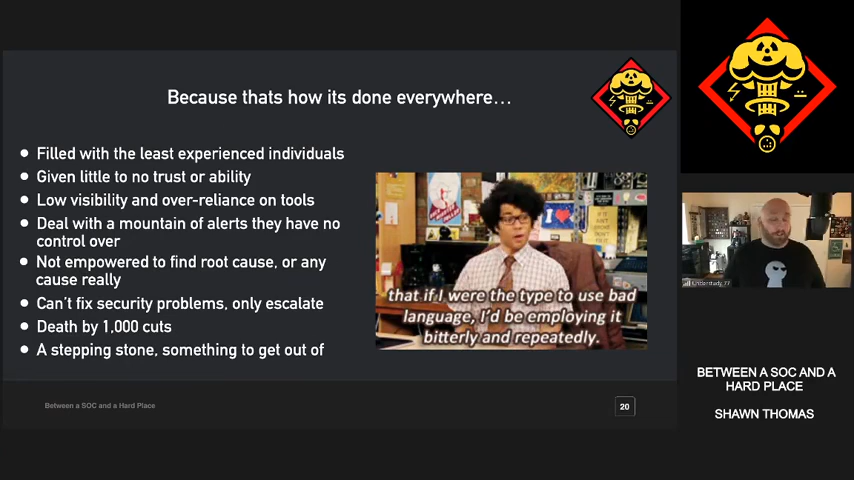 Because thats how its done everywhere…
Filled with the least experienced individuals
Given little to no trust or ability
Low visibility and over-reliance on tools
Deal with a mountain of alerts they have no
control over
Not empowered to find root cause, or any
cause really
Can't fix security problems, only escalate
Death by 1,000 cuts
A stepping stone, something to get out of
that if I were the type to use bad
language, I'd be employing it
bitterly and repeatedly.
Between a SOC and a Hard Place
20
BETWEEN A SOC AND A
HARD PLACE
SHAWN THOMAS